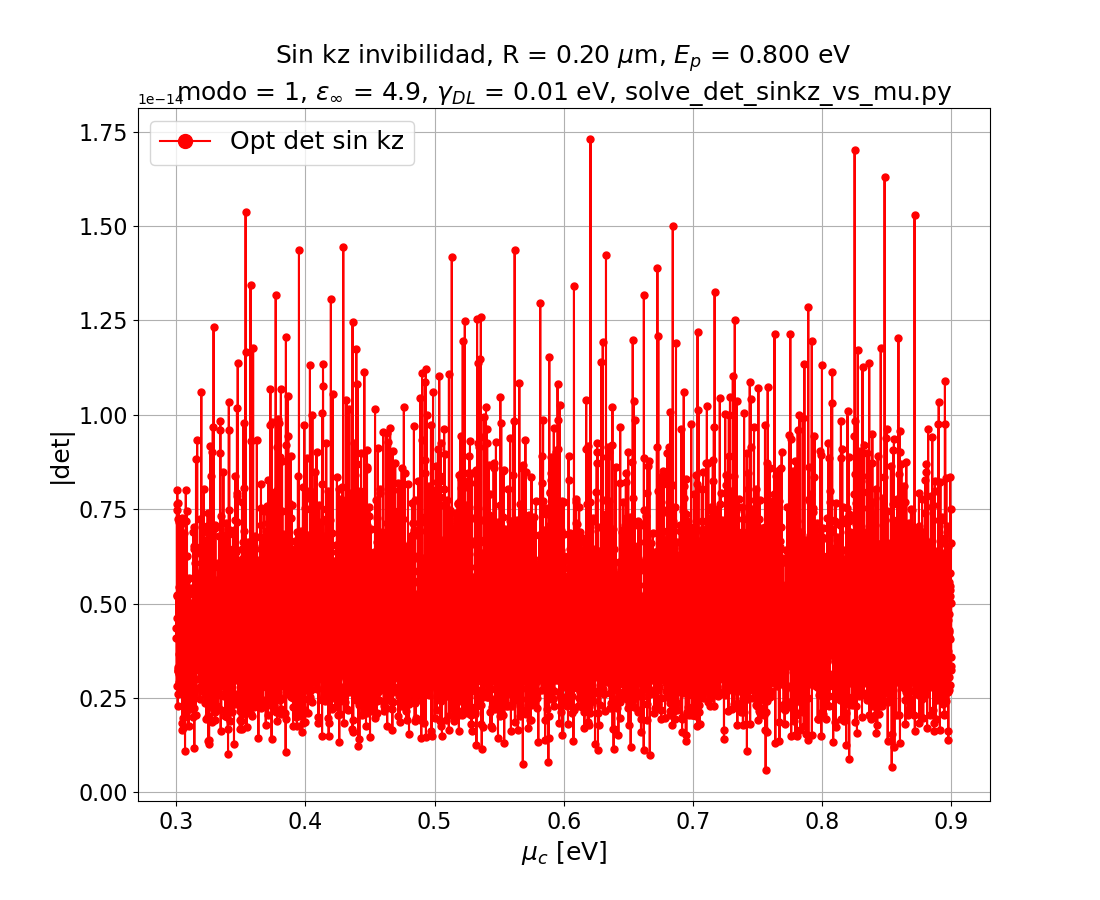 Sin kz invibilidad, R = 0.20 μm, E_p = 0.800 eV
modo = 1, ε_∞ = 4.9, γ_DL = 0.01 eV, solve_det_sinkz_vs_mu.py
1e−14
Opt det sin kz
1.75
1.50
1.25
1.00
0.75
0.50
0.25
0.00
|det|
0.3 0.4 0.5 0.6 0.7 0.8 0.9
μ_c [eV]